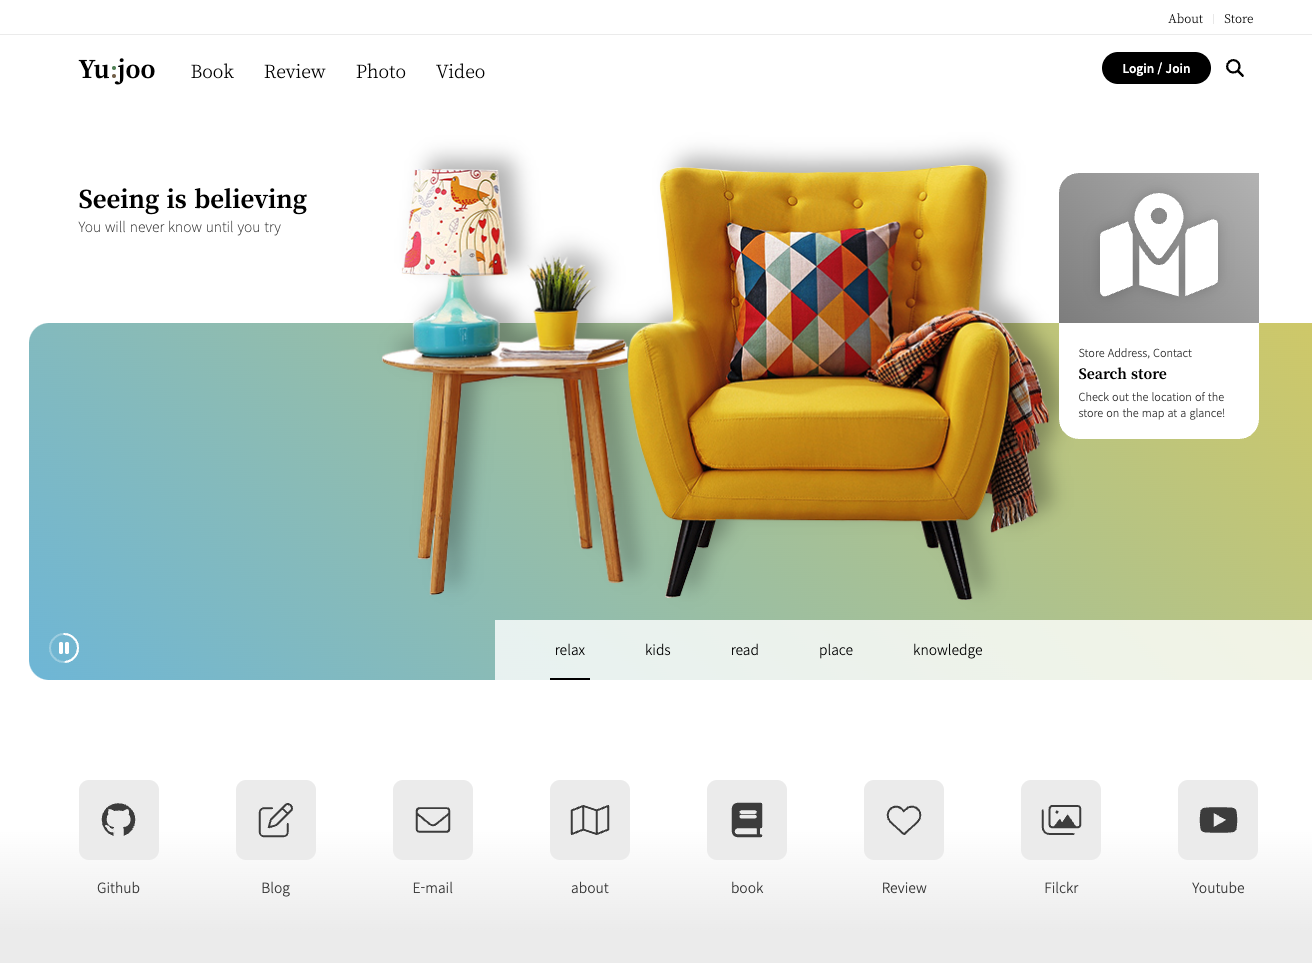 About
Store
Yu:joo
Book
Review
Photo
Video
Login / Join
Seeing is believing
You will never know until you try
Store Address, Contact
Search store
Check out the location of the
store on the map at a glance!
relax
kids
read
place
knowledge
Github
Blog
E-mail
about
book
Review
Filckr
Youtube